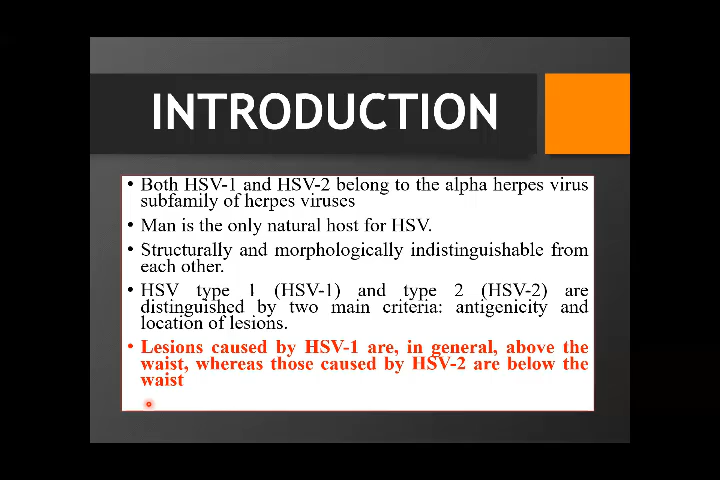 INTRODUCTION
• Both HSV-1 and HSV-2 belong to the alpha herpes virus
subfamily of herpes viruses
• Man is the only natural host for HSV.
• Structurally and morphologically indistinguishable from
each other.
• HSV type 1 (HSV-1) and type 2 (HSV-2) are
distinguished by two main criteria: antigenicity and
location of lesions.
• Lesions caused by HSV-1 are, in general, above the
waist, whereas those caused by HSV-2 are below the
waist